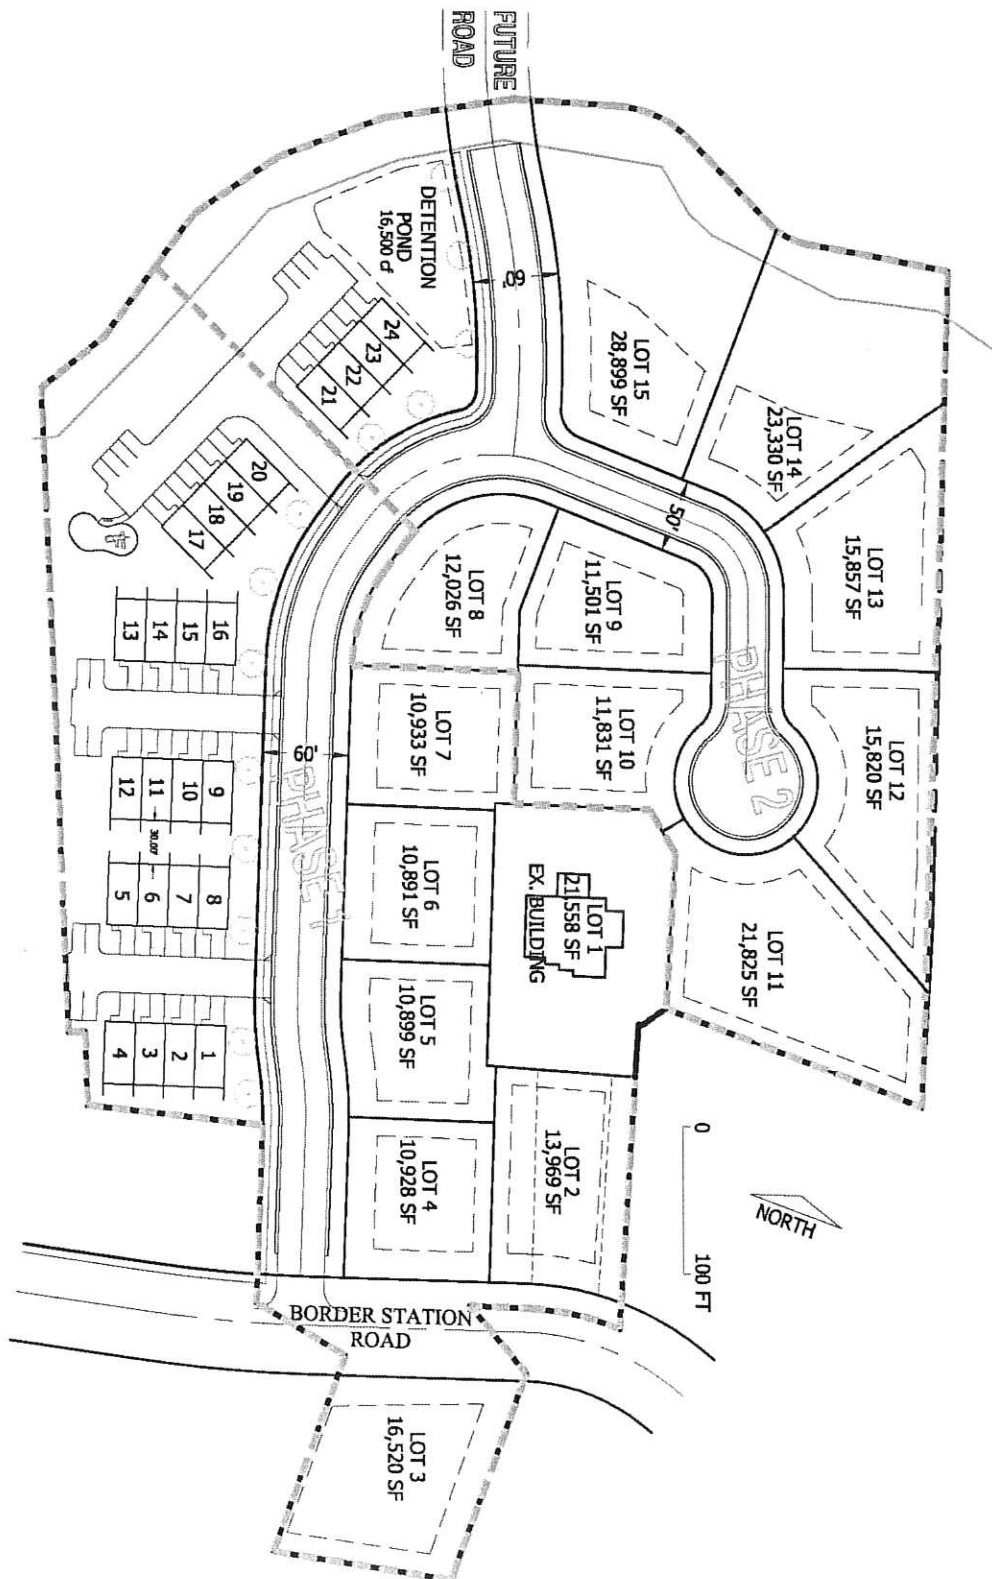 FUTURE
ROAD
DETENTION
POND
16,500 cf
60'
LOT 15
28,899 SF
LOT 14
23,330 SF
LOT 13
15,857 SF
50'
24
23
22
21
20
19
18
17
LOT 8
12,026 SF
LOT 9
11,501 SF
16
15
14
13
PHASE 2
LOT 7
10,933 SF
LOT 10
11,831 SF
LOT 12
15,820 SF
60'
PHASE 1
9
10
11
12
30.00'
8
7
6
5
LOT 6
10,891 SF
LOT 1
21,558 SF
EX. BUILDING
LOT 11
21,825 SF
LOT 5
10,899 SF
1
2
3
4
LOT 4
10,928 SF
LOT 2
13,969 SF
0
100 FT
NORTH
BORDER STATION
ROAD
LOT 3
16,520 SF